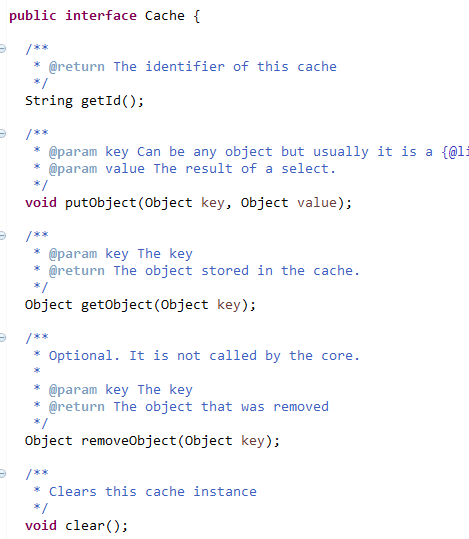 public interface Cache {
/**
* @return The identifier of this cache
*/
String getId();
/**
* @param key Can be any object but usually it is a {@li
* @param value The result of a select.
*/
void putObject(Object key, Object value);
/**
* @param key The key
* @return The object stored in the cache.
*/
Object getObject(Object key);
/**
* Optional. It is not called by the core.
*
* @param key The key
* @return The object that was removed
*/
Object removeObject(Object key);
/**
* Clears this cache instance
*/
void clear();